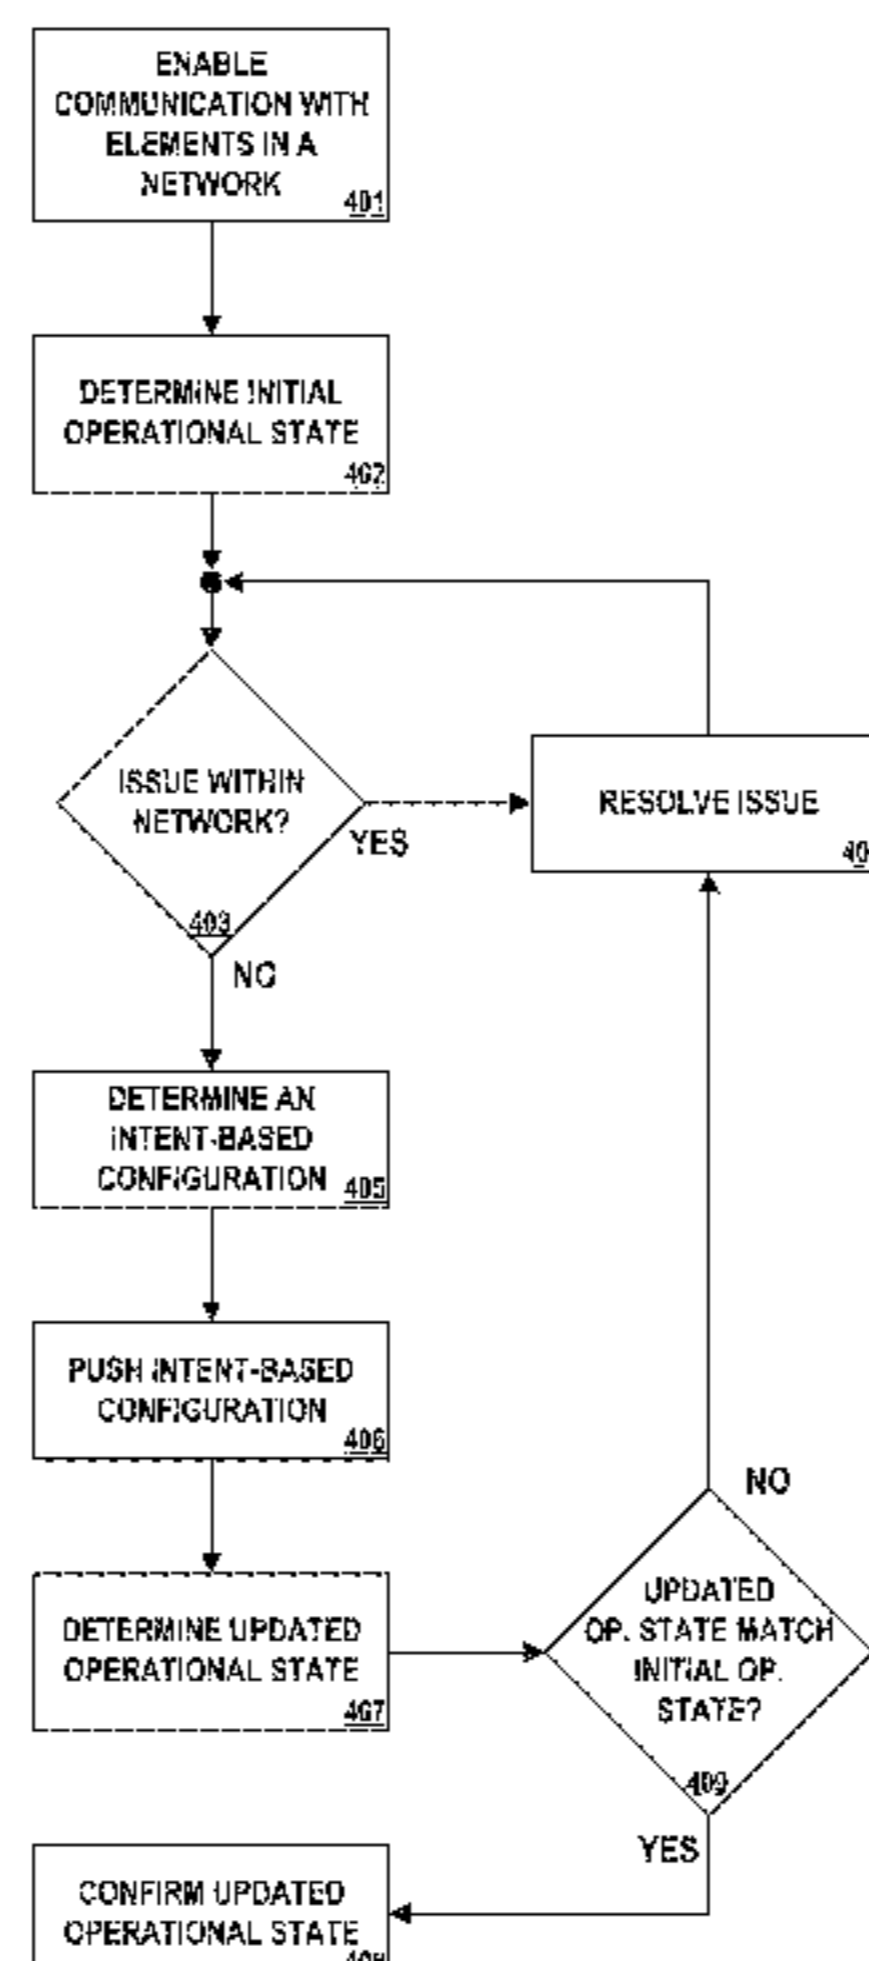 ENABLE
COMMUNICATION WITH
ELEMENTS IN A
NETWORK
401
DETERMINE INITIAL
OPERATIONAL STATE
402
ISSUE WITHIN
NETWORK?
YES
403
NO
RESOLVE ISSUE
40
DETERMINE AN
INTENT-BASED
CONFIGURATION
405
PUSH INTENT-BASED
CONFIGURATION
406
DETERMINE UPDATED
OPERATIONAL STATE
407
NO
UPDATED
OP. STATE MATCH
INITIAL OP.
STATE?
409
YES
CONFIRM UPDATED
OPERATIONAL STATE